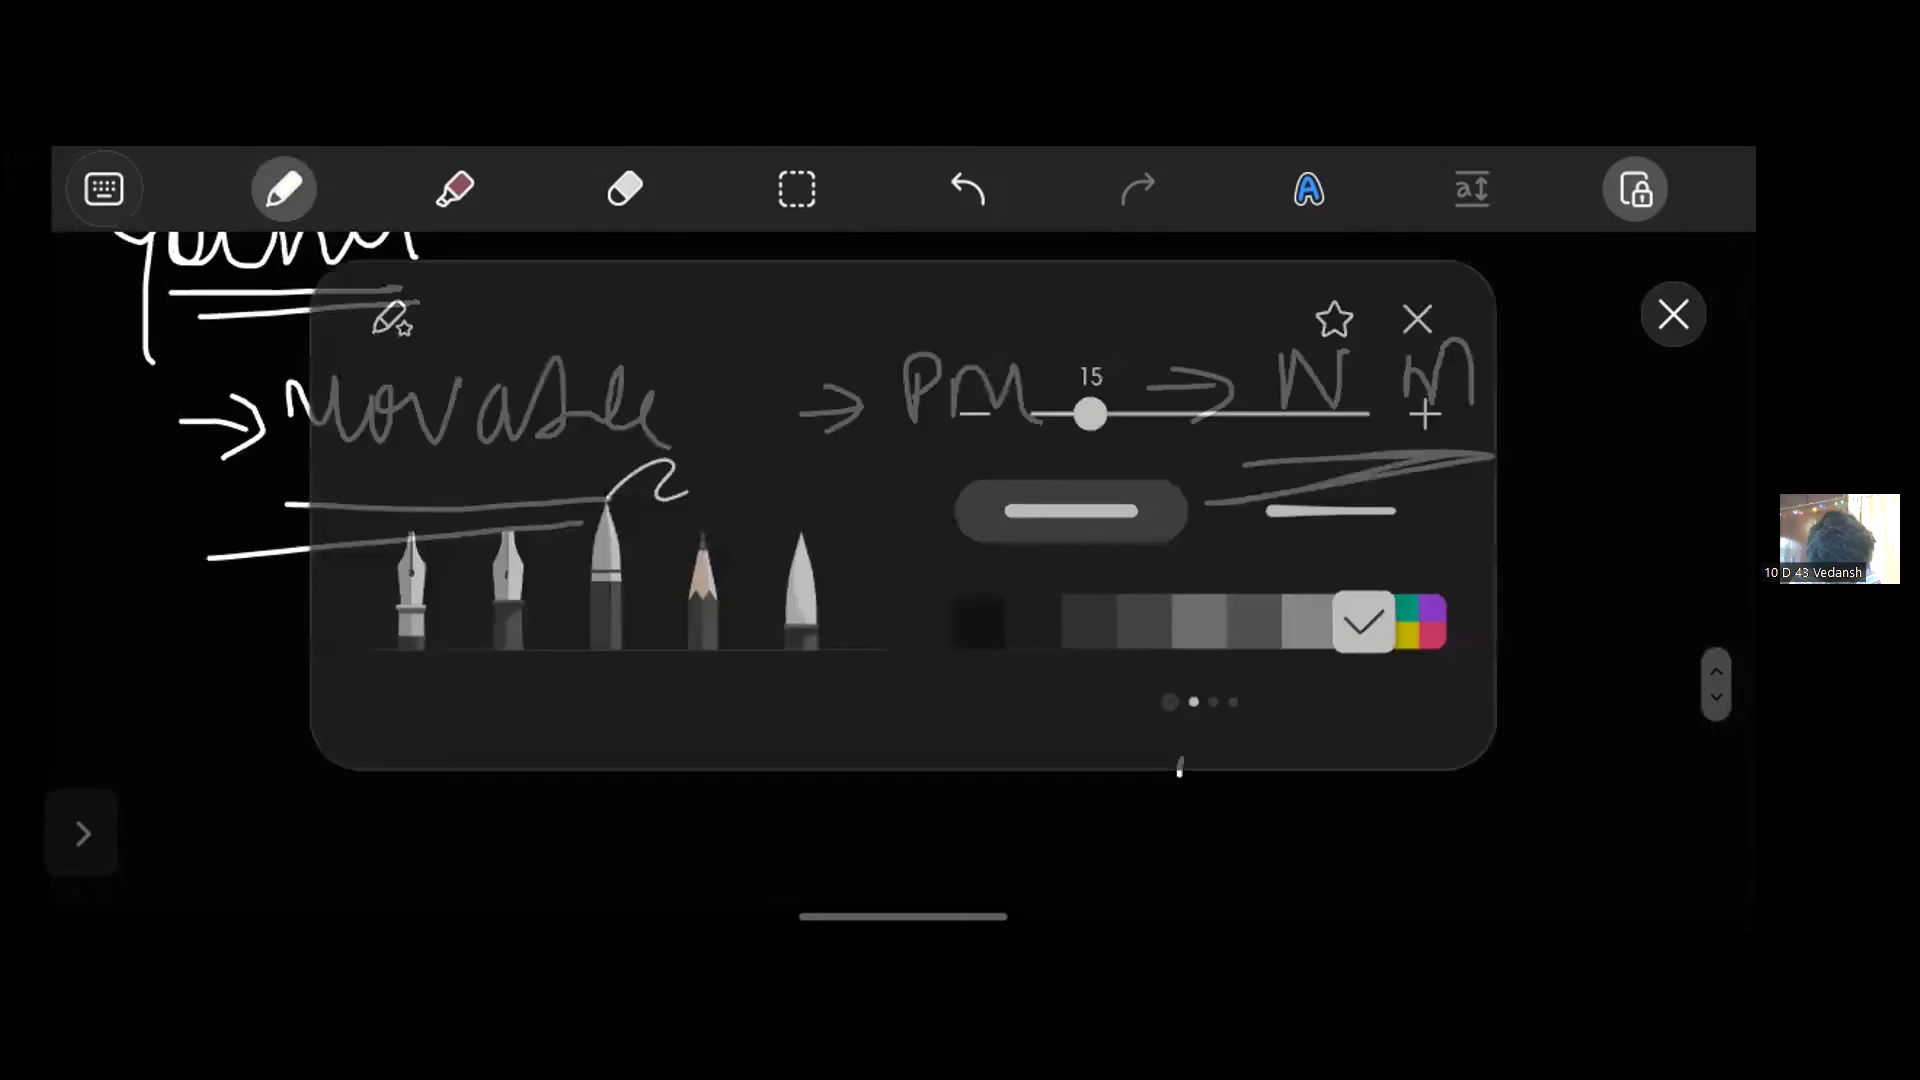 → Movable → PM → N M
15
10 D 43 Vedansh